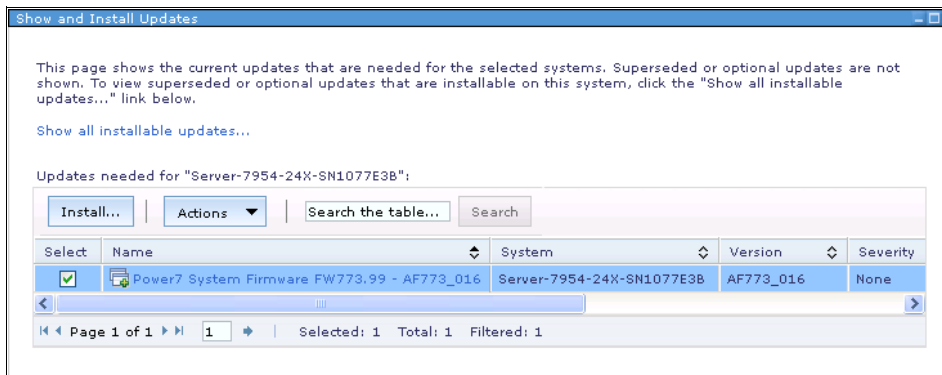 Show and Install Updates
This page shows the current updates that are needed for the selected systems. Superseded or optional updates are not
shown. To view superseded or optional updates that are installable on this system, click the "Show all installable
updates..." link below.
Show all installable updates...
Updates needed for "Server-7954-24X-SN1077E3B":
Install... Actions Search the table... Search
Select Name System Version Severity
Power7 System Firmware FW773.99 - AF773_016 Server-7954-24X-SN1077E3B AF773_016 None
Page 1 of 1 1 Selected: 1 Total: 1 Filtered: 1